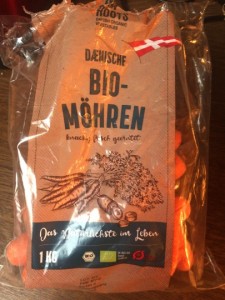 ROOTS
DÆNISCHE
BIO-
MÖHREN
Das Natürlichste im Leben
1 KG